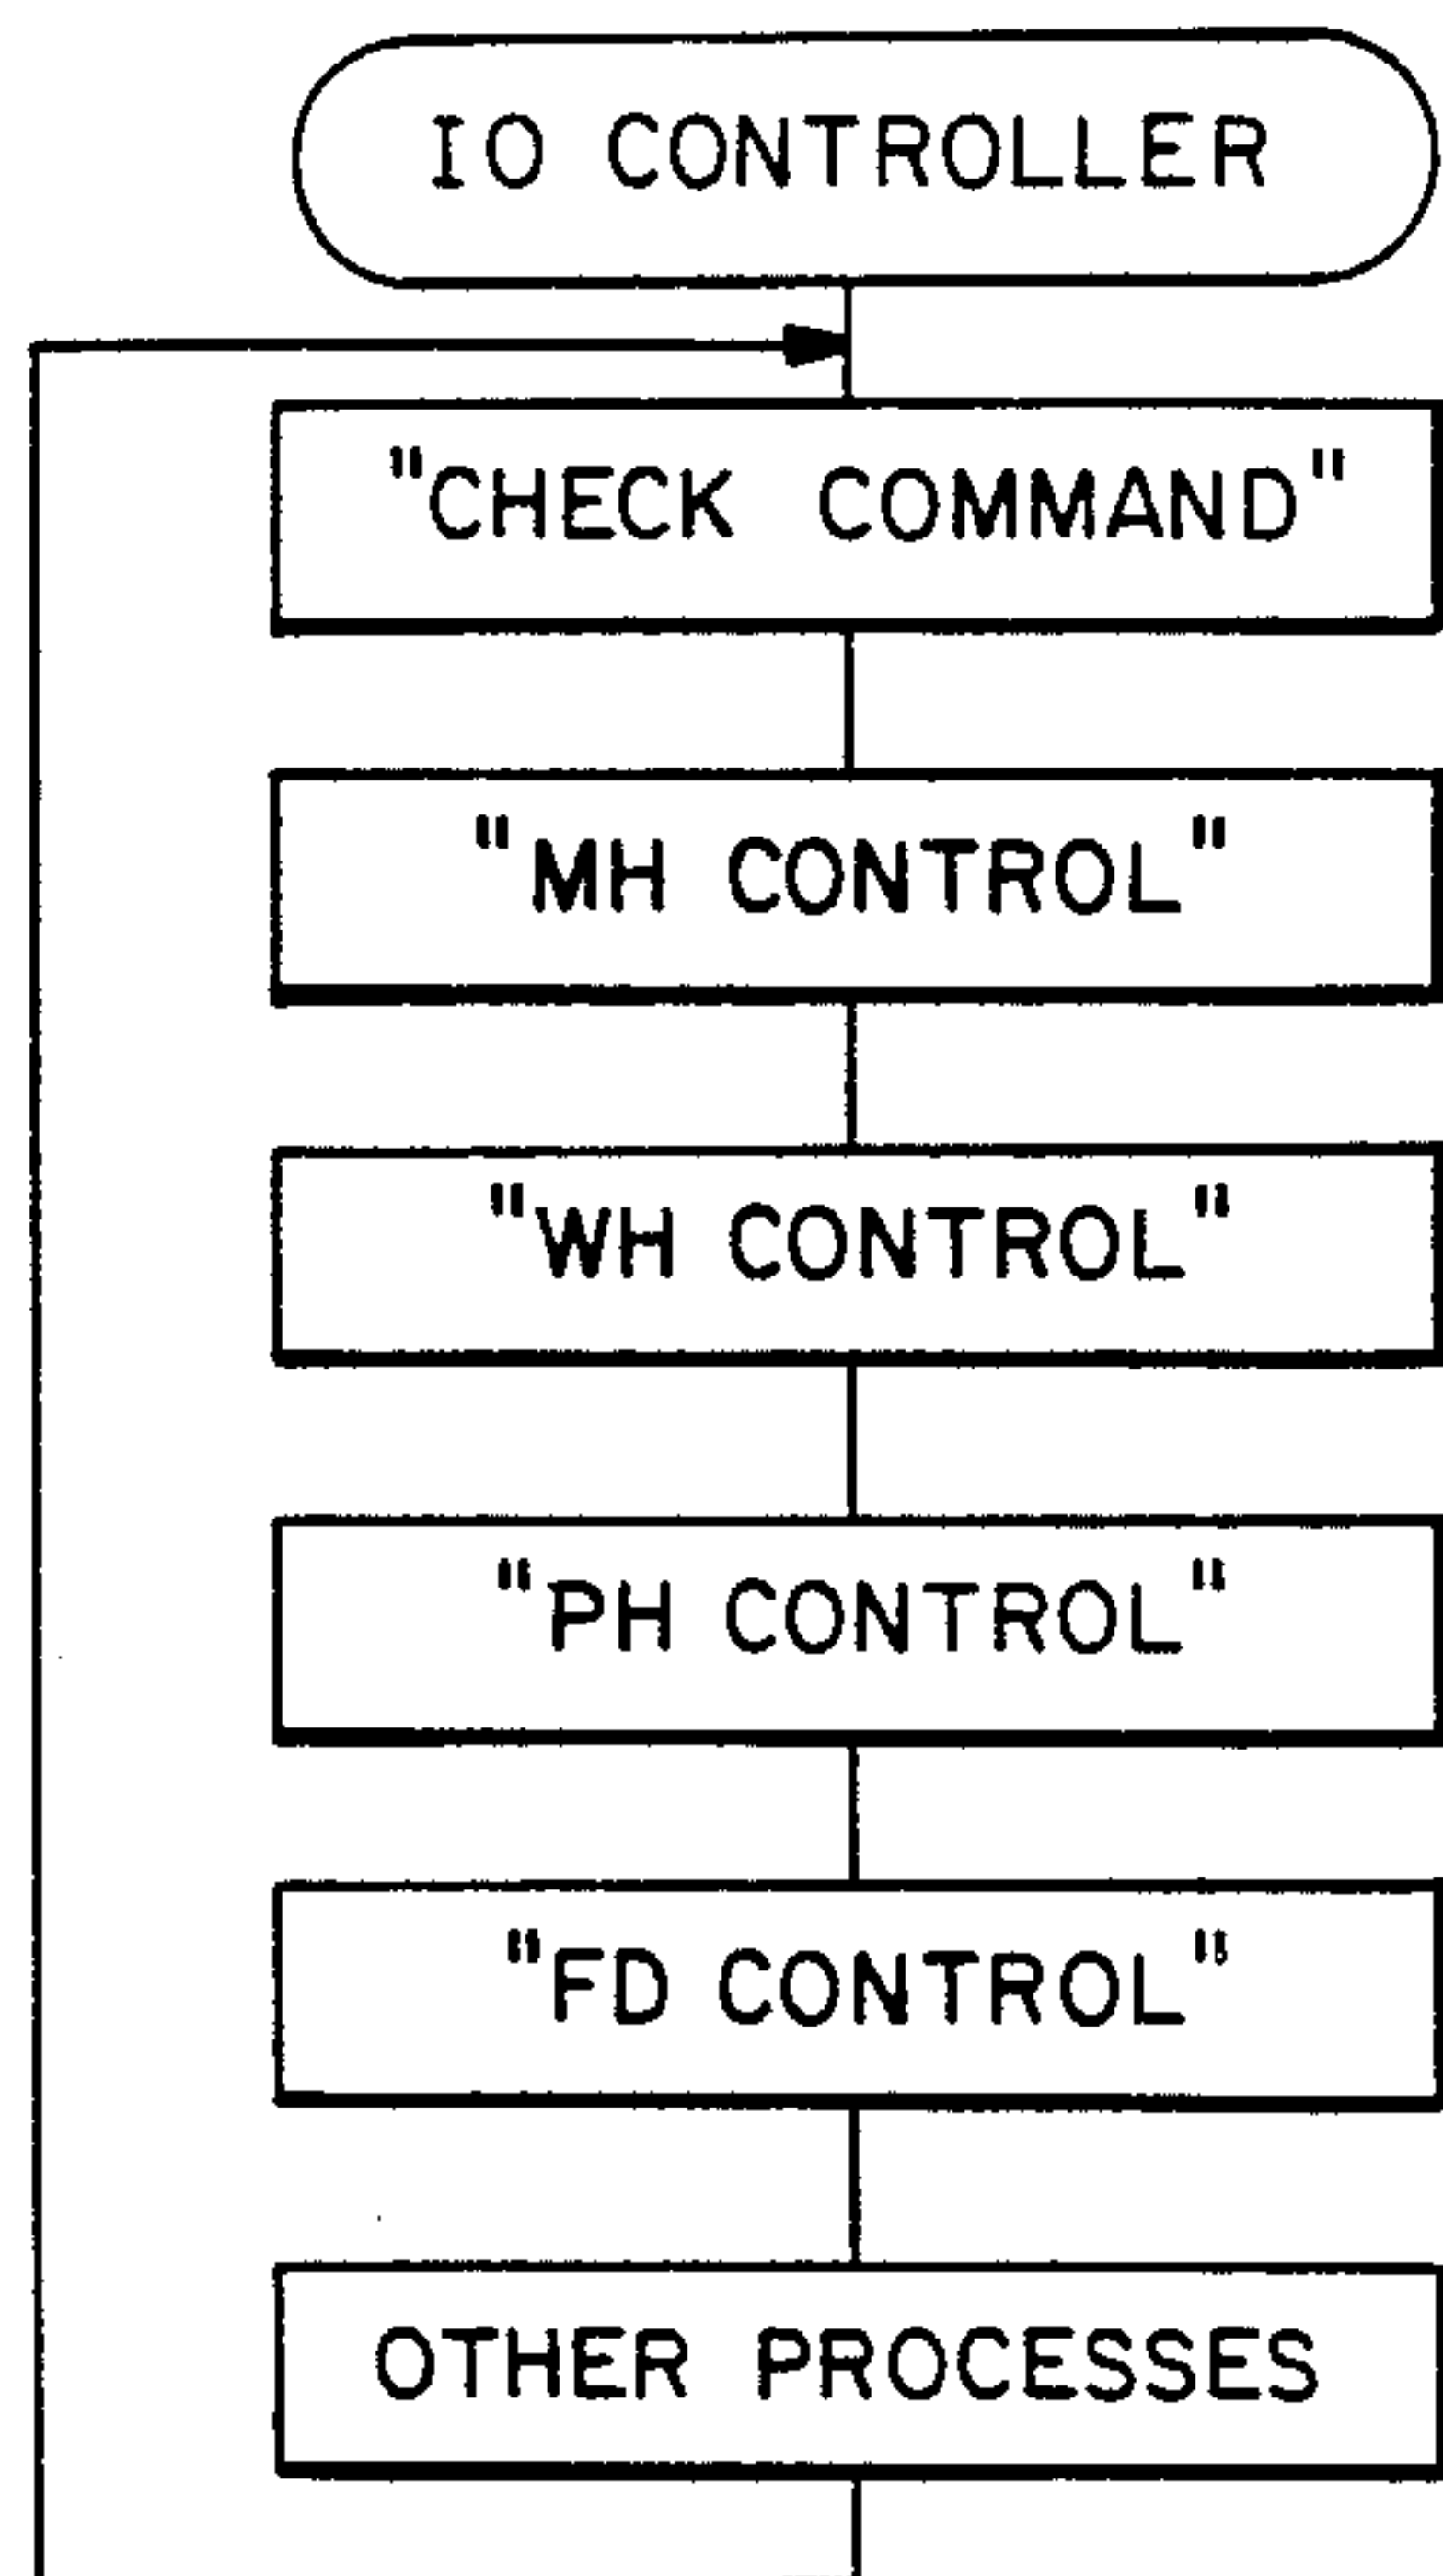 IO CONTROLLER
"CHECK COMMAND"
"MH CONTROL"
"WH CONTROL"
"PH CONTROL"
"FD CONTROL"
OTHER PROCESSES